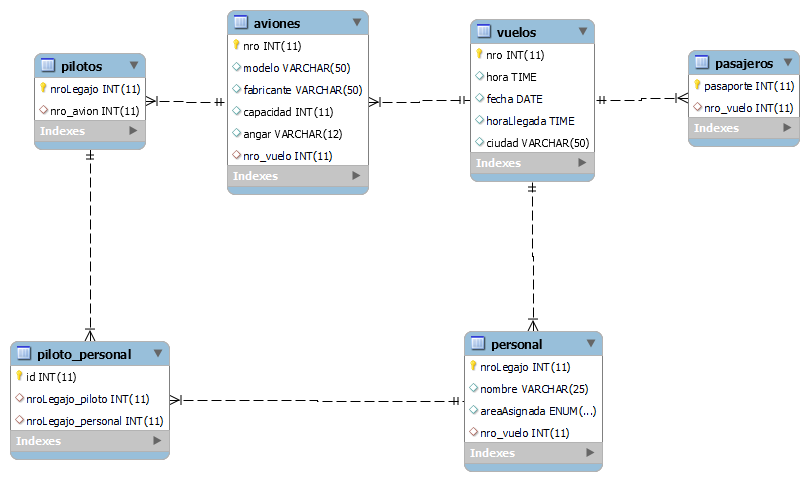 aviones
nro INT(11)
modelo VARCHAR(50)
fabricante VARCHAR(50)
capacidad INT(11)
angar VARCHAR(12)
nro_vuelo INT(11)
Indexes
vuelos
nro INT(11)
hora TIME
fecha DATE
horaLlegada TIME
ciudad VARCHAR(50)
Indexes
pilotos
nroLegajo INT(11)
nro_avion INT(11)
Indexes
pasajeros
pasaporte INT(11)
nro_vuelo INT(11)
Indexes
piloto_personal
id INT(11)
nroLegajo_piloto INT(11)
nroLegajo_personal INT(11)
Indexes
personal
nroLegajo INT(11)
nombre VARCHAR(25)
areaAsignada ENUM(...)
nro_vuelo INT(11)
Indexes